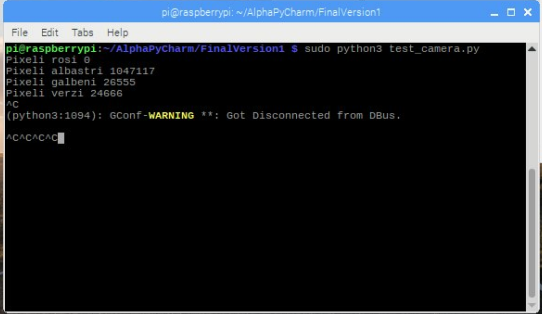 pi@raspberrypi: ~/AlphaPyCharm/FinalVersion1
File Edit Tabs Help
pi@raspberrypi:~/AlphaPyCharm/FinalVersion1 $ sudo python3 test_camera.py
Pixeli rosi 0
Pixeli albastri 1047117
Pixeli galbeni 26555
Pixeli verzi 24666
^C
(python3:1094): GConf-WARNING **: Got Disconnected from DBus.
^C^C^C^C